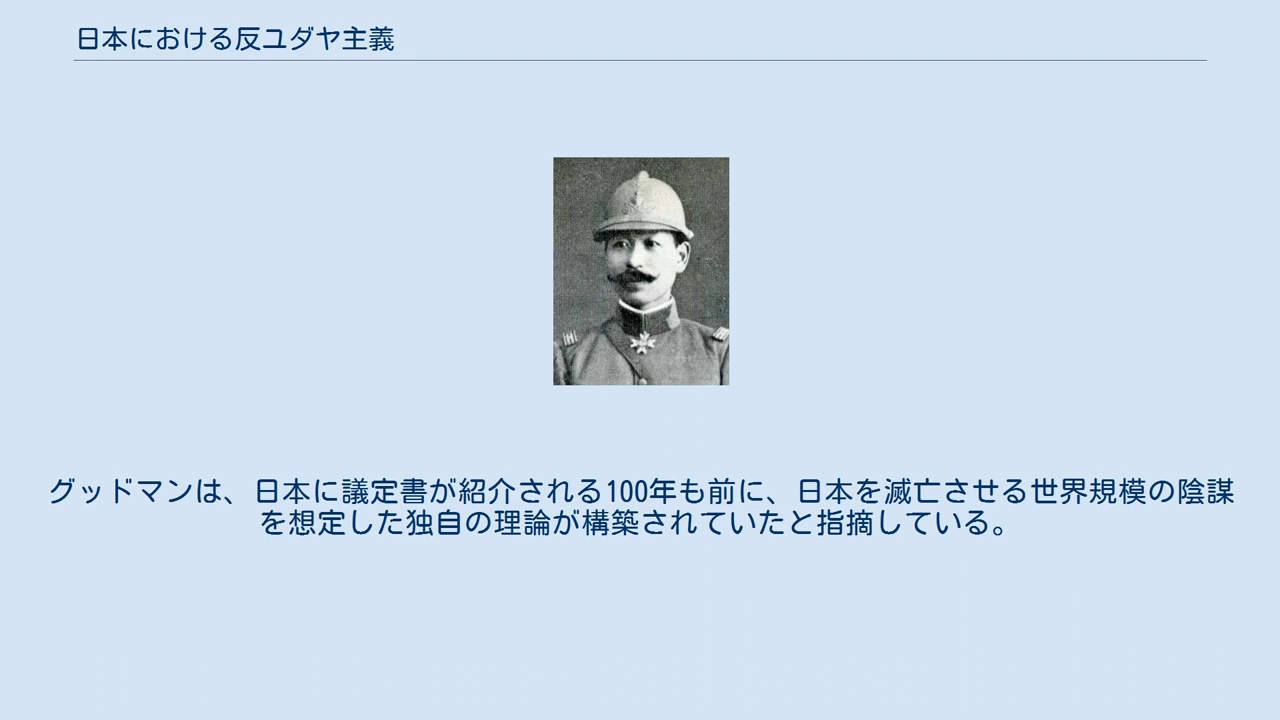 日本における反ユダヤ主義
グッドマンは、日本に議定書が紹介される100年も前に、日本を滅亡させる世界規模の陰謀
を想定した独自の理論が構築されていたと指摘している。